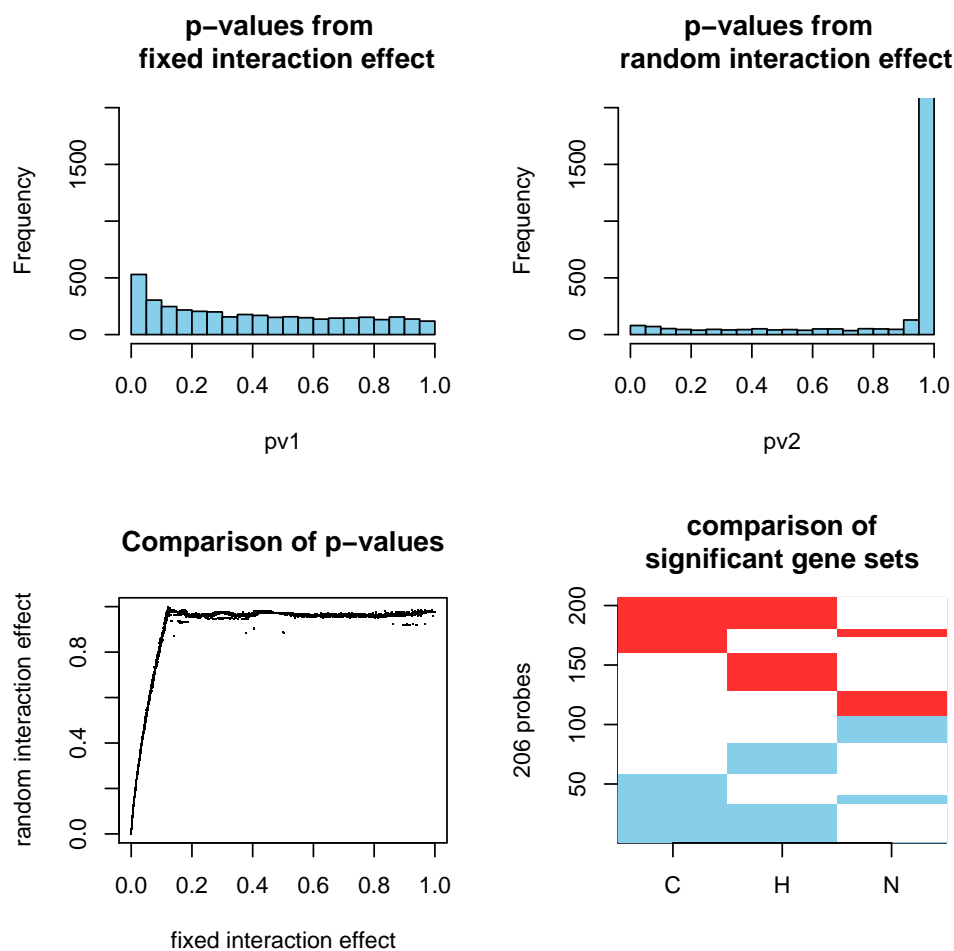 p−values from
fixed interaction effect
Frequency
0
500
1500
0.0 0.2 0.4 0.6 0.8 1.0
pv1
p−values from
random interaction effect
Frequency
0
500
1500
0.0 0.2 0.4 0.6 0.8 1.0
pv2
Comparison of p−values
random interaction effect
0.0
0.4
0.8
0.0 0.2 0.4 0.6 0.8 1.0
fixed interaction effect
comparison of
significant gene sets
206 probes
50
100
150
200
C H N